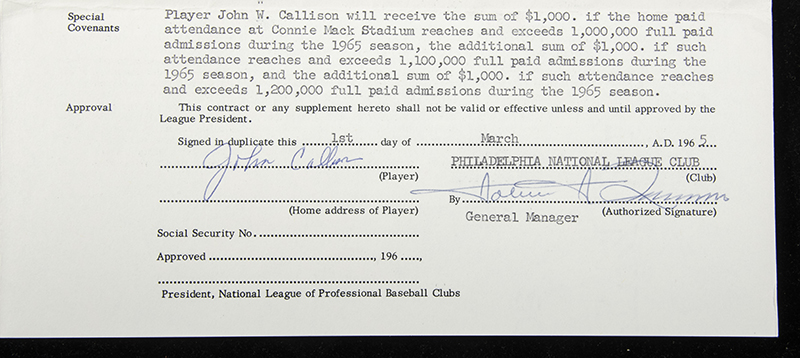 Special Player John W. Callison will receive the sum of $1,000. if the home paid
Covenants attendance at Connie Mack Stadium reaches and exceeds 1,000,000 full paid
admissions during the 1965 season, the additional sum of $1,000. if such
attendance reaches and exceeds 1,100,000 full paid admissions during the
1965 season, and the additional sum of $1,000. if such attendance reaches
and exceeds 1,200,000 full paid admissions during the 1965 season.
Approval This contract or any supplement hereto shall not be valid or effective unless and until approved by the
League President.
Signed in duplicate this 1st day of March, A.D. 1965
John Callison PHILADELPHIA NATIONAL LEAGUE CLUB
(Player) (Club)
By
(Home address of Player) General Manager (Authorized Signature)
Social Security No.
Approved, 196,
President, National League of Professional Baseball Clubs